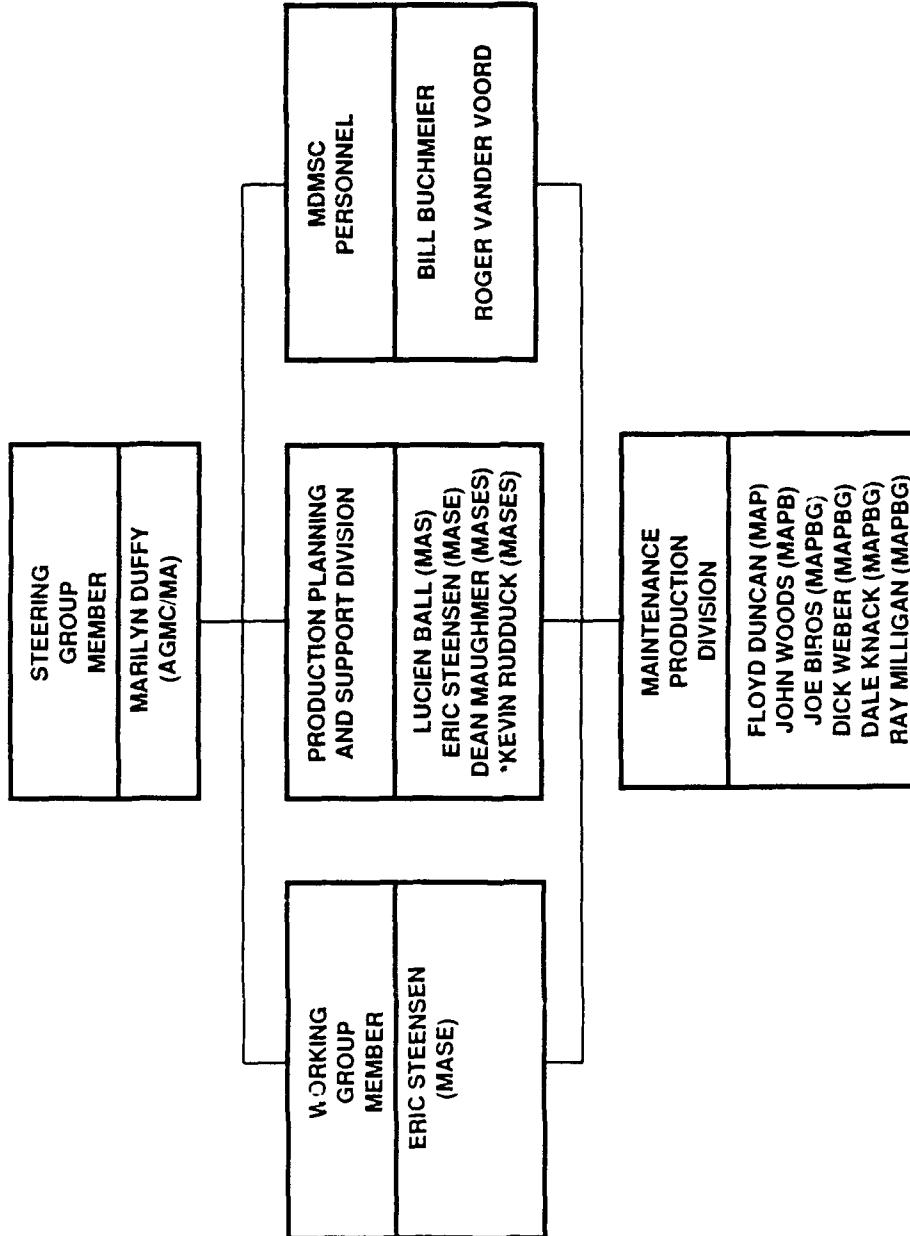 STEERING
GROUP
MEMBER
MARILYN DUFFY
(AGMC/MA)
WORKING
GROUP
MEMBER
ERIC STEENSEN
(MASE)
PRODUCTION PLANNING
AND SUPPORT DIVISION
LUCIEN BALL (MAS)
ERIC STEENSEN (MASE)
DEAN MAUGHMER (MASES)
*KEVIN RUDDUCK (MASES)
MDMSC
PERSONNEL
BILL BUCHMEIER
ROGER VANDER VOORD
MAINTENANCE
PRODUCTION
DIVISION
FLOYD DUNCAN (MAP)
JOHN WOODS (MAPB)
JOE BIROS (MAPBG)
DICK WEBER (MAPBG)
DALE KNACK (MAPBG)
RAY MILLIGAN (MAPBG)